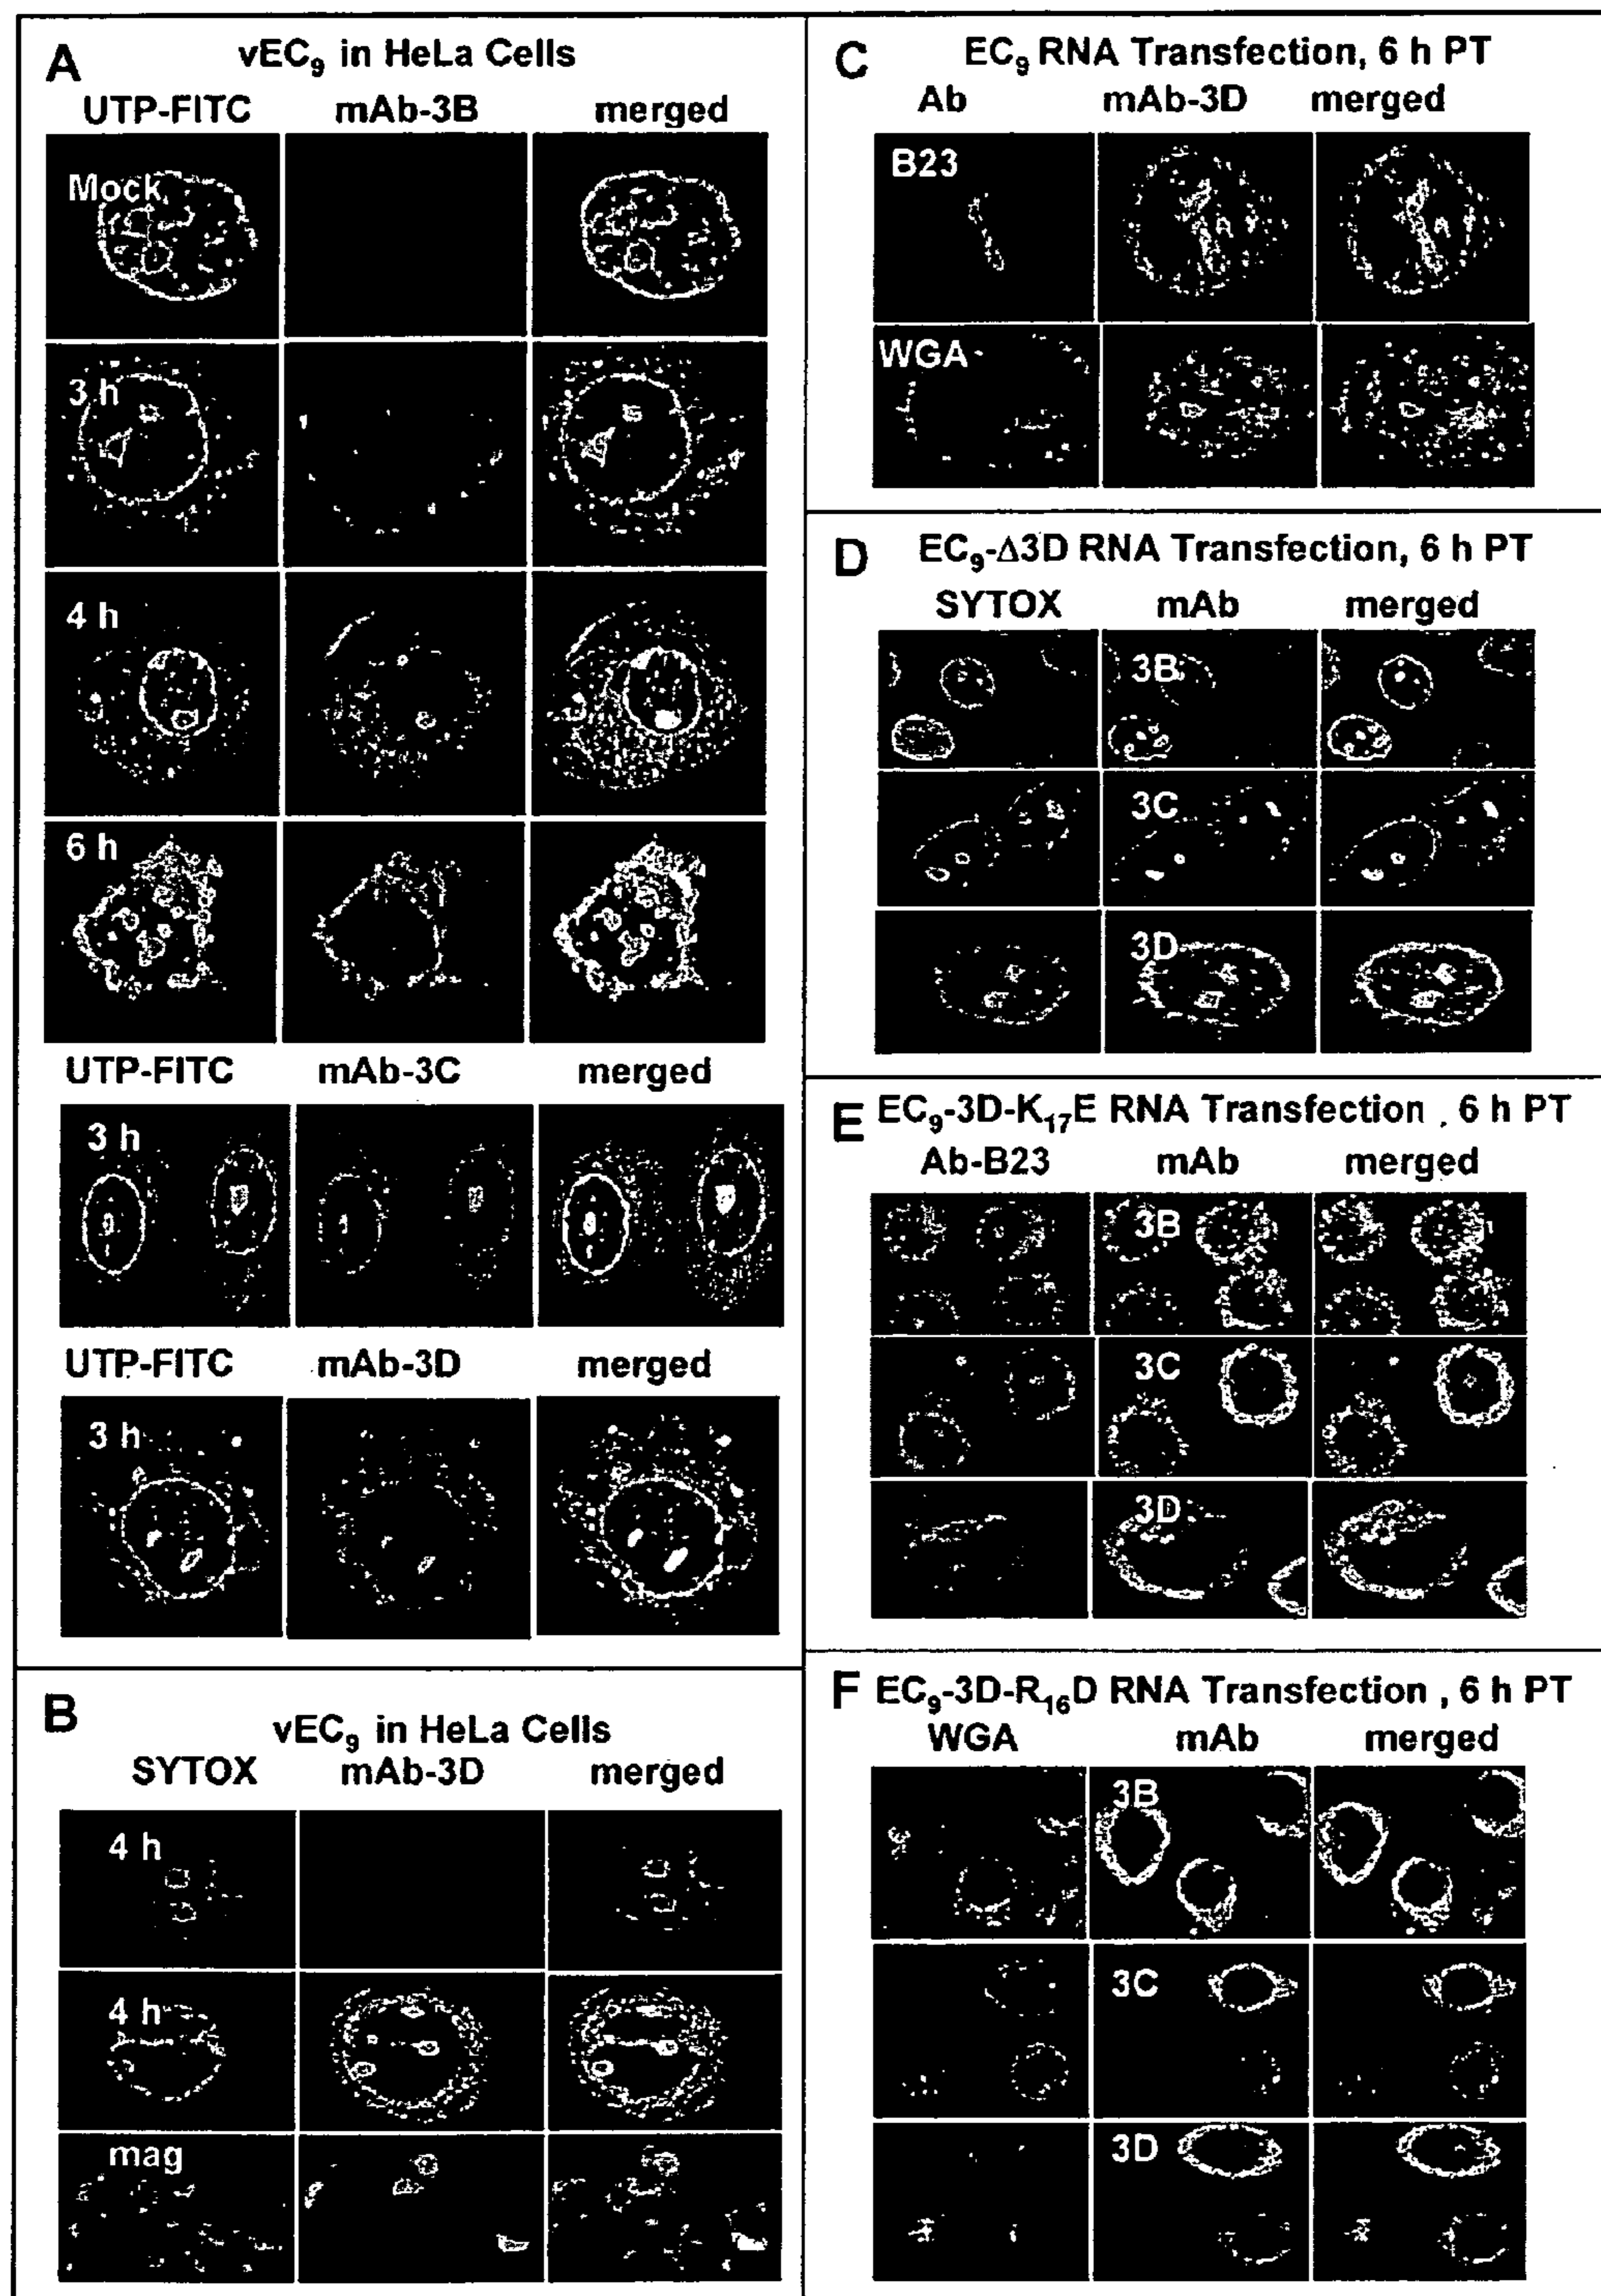 A
vEC9 in HeLa Cells
UTP-FITC mAb-3B merged
Mock
3 h
4 h
6 h
UTP-FITC mAb-3C merged
3 h
UTP-FITC mAb-3D merged
3 h
B
vEC9 in HeLa Cells
SYTOX mAb-3D merged
4 h
4 h
mag
C EC9 RNA Transfection, 6 h PT
Ab mAb-3D merged
B23
WGA
D EC9-Δ3D RNA Transfection, 6 h PT
SYTOX mAb merged
3B
3C
3D
E EC9-3D-K17E RNA Transfection , 6 h PT
Ab-B23 mAb merged
3B
3C
3D
F EC9-3D-R16D RNA Transfection , 6 h PT
WGA mAb merged
3B
3C
3D